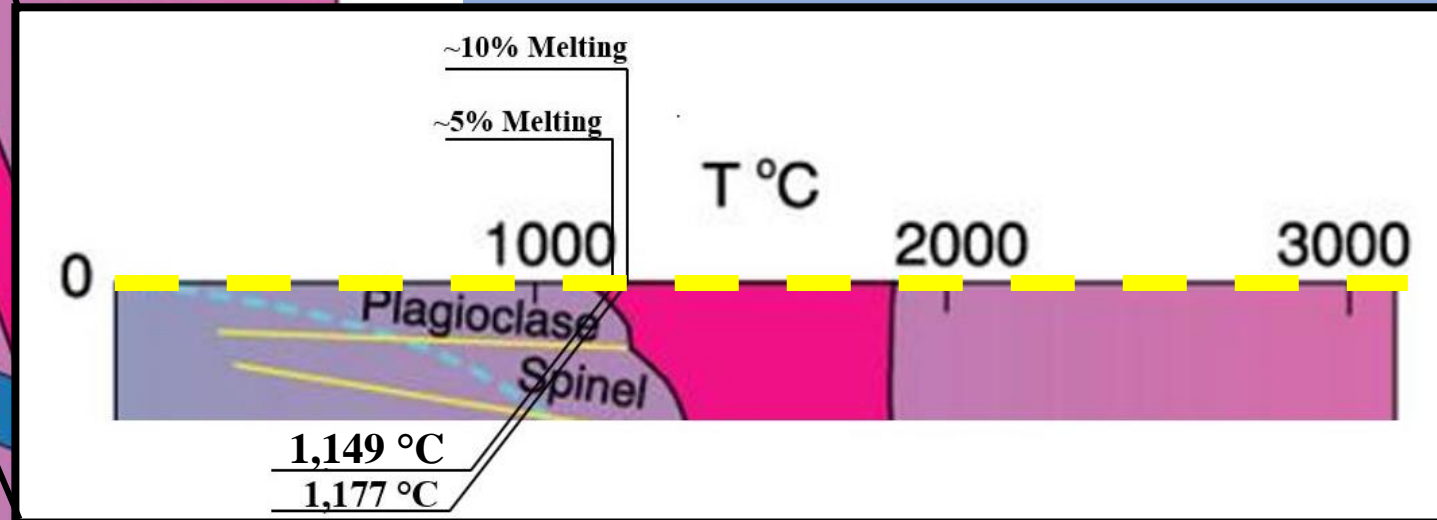 ~10% Melting
~5% Melting
T °C
1000 2000 3000
0
Plagioclase
Spinel
1,149 °C
1,177 °C